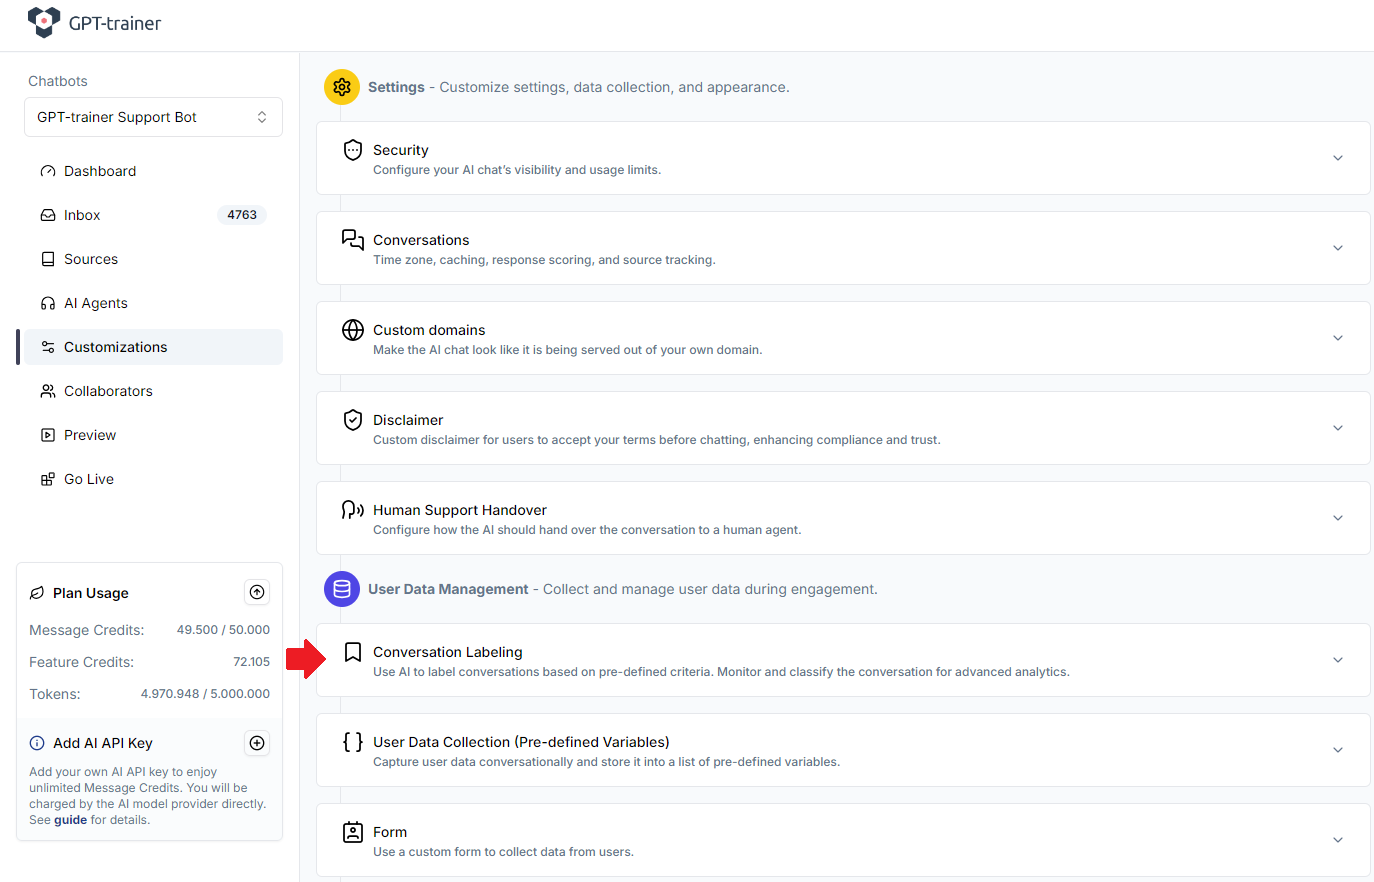 GPT-trainer
Chatbots
GPT-trainer Support Bot
Dashboard
Inbox 4763
Sources
AI Agents
Customizations
Collaborators
Preview
Go Live
Plan Usage
Message Credits: 49.500 / 50.000
Feature Credits: 72.105
Tokens: 4.970.948 / 5.000.000
Add AI API Key
Add your own AI API key to enjoy
unlimited Message Credits. You will be
charged by the AI model provider directly.
See guide for details.
Settings - Customize settings, data collection, and appearance.
Security
Configure your AI chat's visibility and usage limits.
Conversations
Time zone, caching, response scoring, and source tracking.
Custom domains
Make the AI chat look like it is being served out of your own domain.
Disclaimer
Custom disclaimer for users to accept your terms before chatting, enhancing compliance and trust.
Human Support Handover
Configure how the AI should hand over the conversation to a human agent.
User Data Management - Collect and manage user data during engagement.
Conversation Labeling
Use AI to label conversations based on pre-defined criteria. Monitor and classify the conversation for advanced analytics.
User Data Collection (Pre-defined Variables)
Capture user data conversationally and store it into a list of pre-defined variables.
Form
Use a custom form to collect data from users.